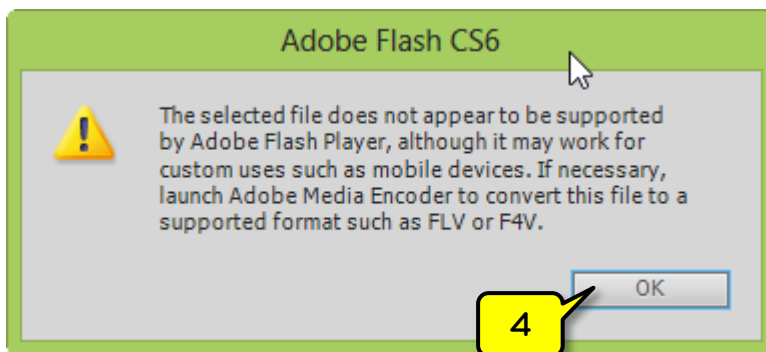 Adobe Flash CS6
The selected file does not appear to be supported
by Adobe Flash Player, although it may work for
custom uses such as mobile devices. If necessary,
launch Adobe Media Encoder to convert this file to a
supported format such as FLV or F4V.
OK
4